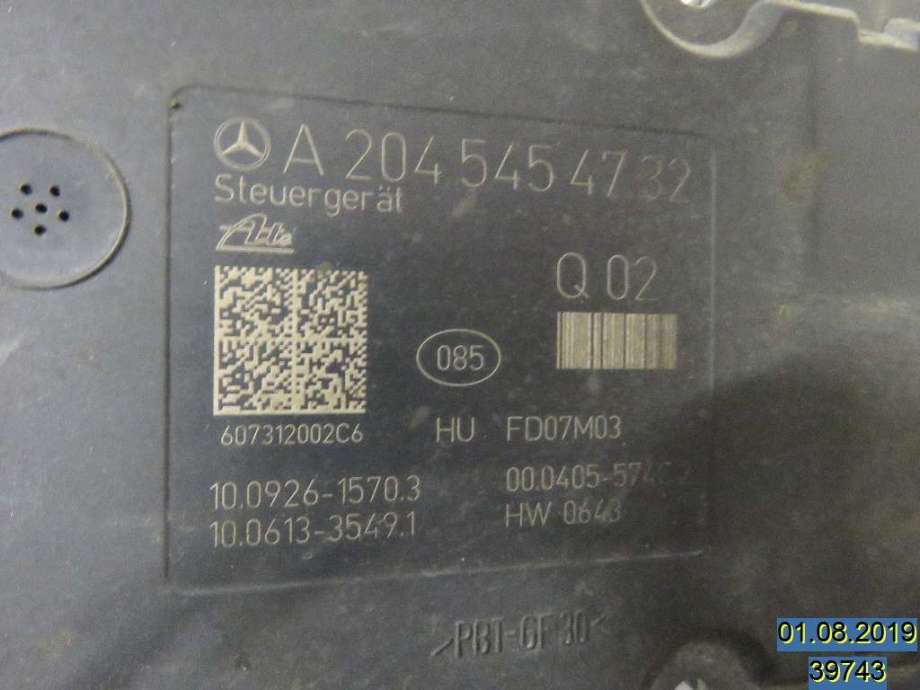 A 204 545 47 32
Steuergerät
Ate
Q 02
085
607312002C6
HU FD07M03
10.0926-1570.3
10.0613-3549.1
HW 0643
>PBT-GF30<
01.08.2019
39743